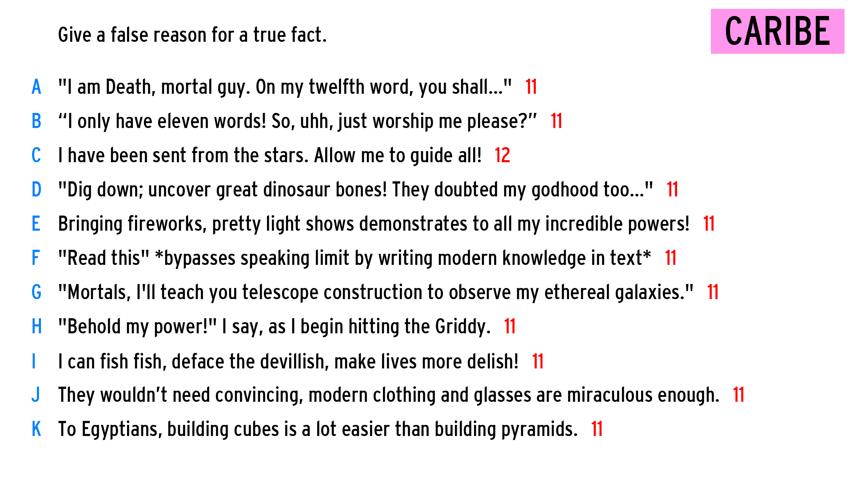 Give a false reason for a true fact.
CARIBE
A "I am Death, mortal guy. On my twelfth word, you shall..." 11
B “I only have eleven words! So, uhh, just worship me please?” 11
C I have been sent from the stars. Allow me to guide all! 12
D "Dig down; uncover great dinosaur bones! They doubted my godhood too..." 11
E Bringing fireworks, pretty light shows demonstrates to all my incredible powers! 11
F "Read this" *bypasses speaking limit by writing modern knowledge in text* 11
G "Mortals, I'll teach you telescope construction to observe my ethereal galaxies." 11
H "Behold my power!" I say, as I begin hitting the Griddy. 11
I I can fish fish, deface the devillish, make lives more delish! 11
J They wouldn’t need convincing, modern clothing and glasses are miraculous enough. 11
K To Egyptians, building cubes is a lot easier than building pyramids. 11